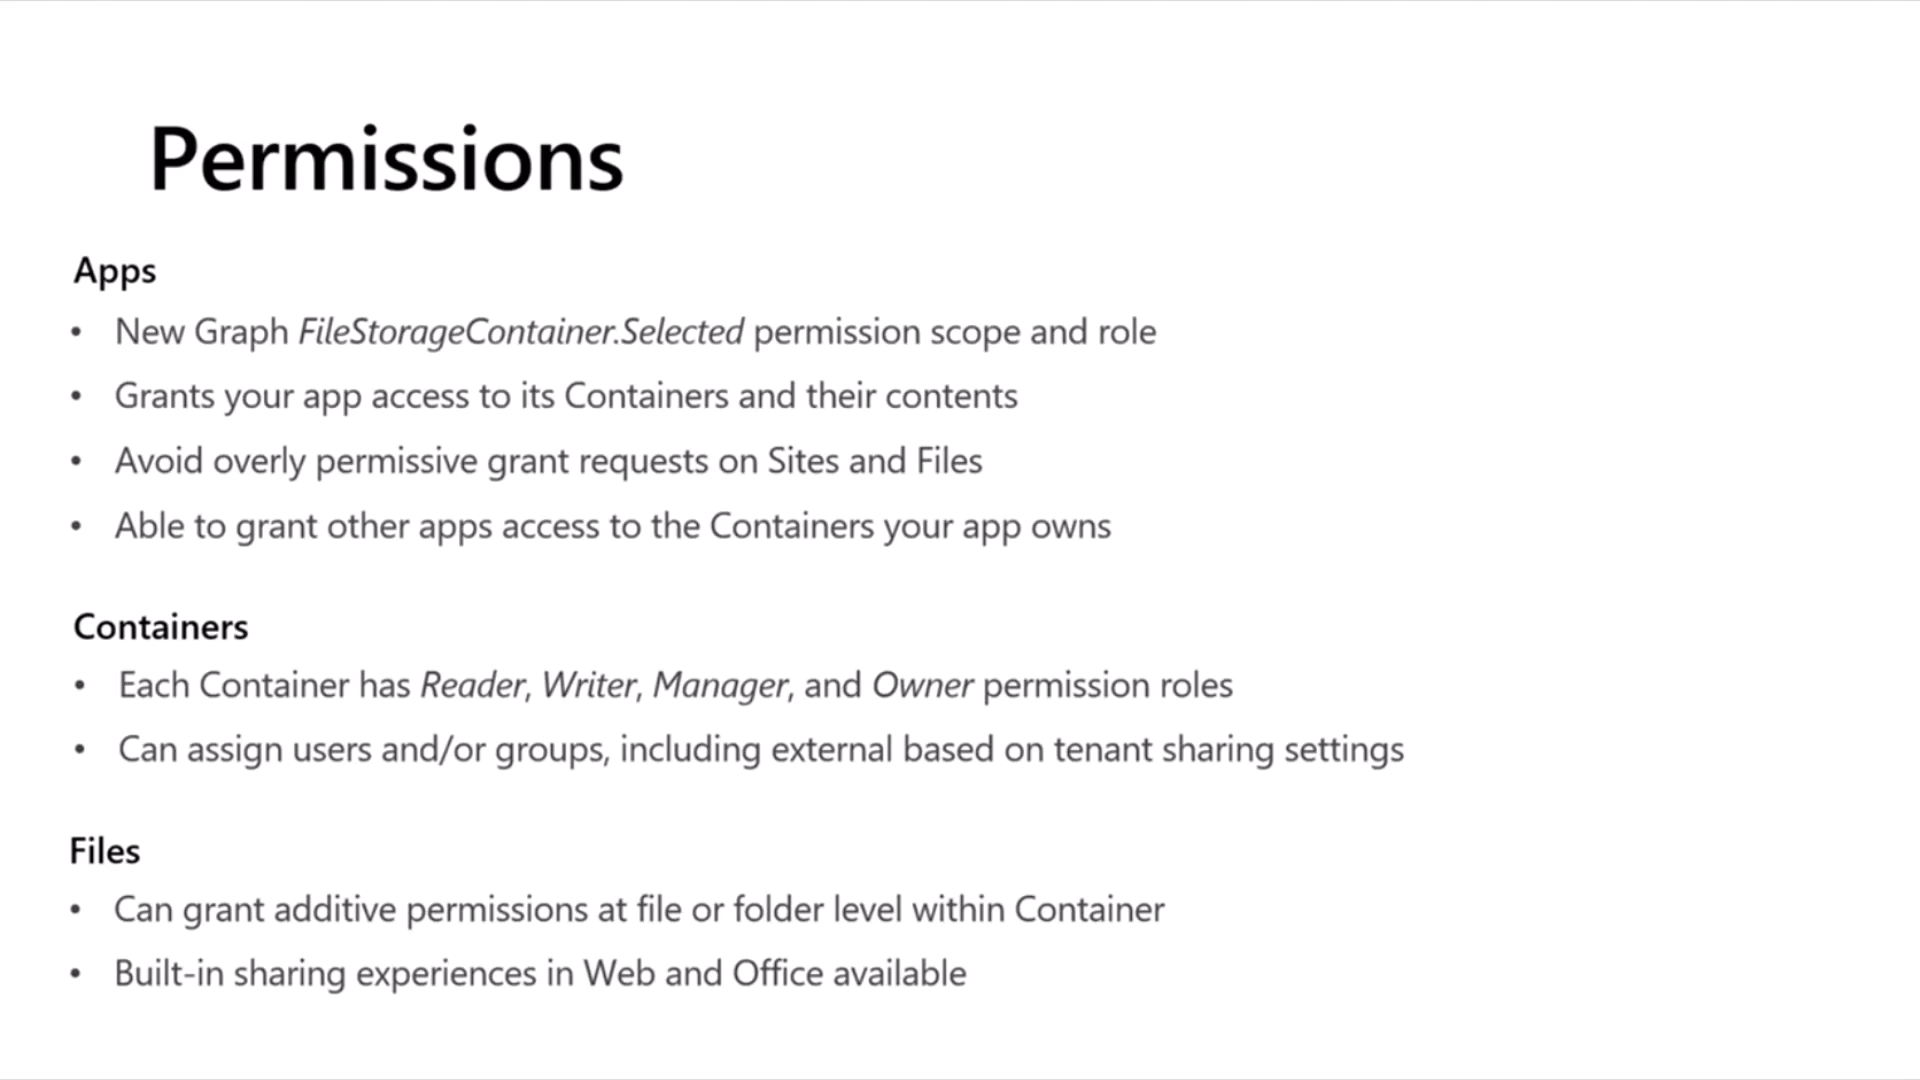 Permissions
Apps
• New Graph FileStorageContainer.Selected permission scope and role
• Grants your app access to its Containers and their contents
• Avoid overly permissive grant requests on Sites and Files
• Able to grant other apps access to the Containers your app owns
Containers
• Each Container has Reader, Writer, Manager, and Owner permission roles
• Can assign users and/or groups, including external based on tenant sharing settings
Files
• Can grant additive permissions at file or folder level within Container
• Built-in sharing experiences in Web and Office available